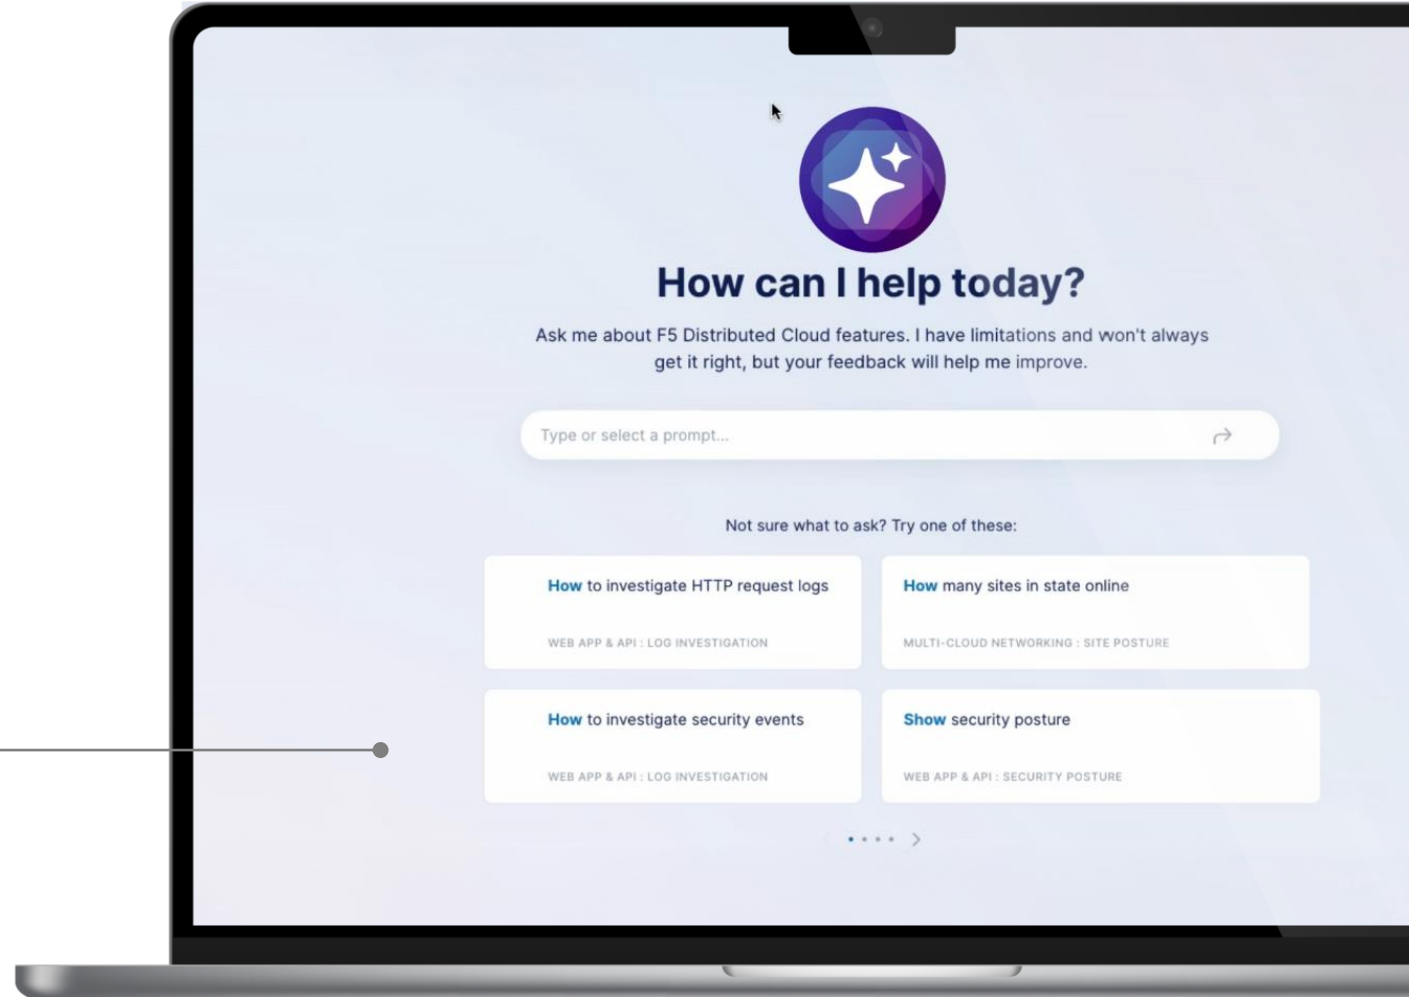 How can I help today?
Ask me about F5 Distributed Cloud features. I have limitations and won't always
get it right, but your feedback will help me improve.
Type or select a prompt...
Not sure what to ask? Try one of these:
How to investigate HTTP request logs
WEB APP & API : LOG INVESTIGATION
How many sites in state online
MULTI-CLOUD NETWORKING : SITE POSTURE
How to investigate security events
WEB APP & API : LOG INVESTIGATION
Show security posture
WEB APP & API : SECURITY POSTURE